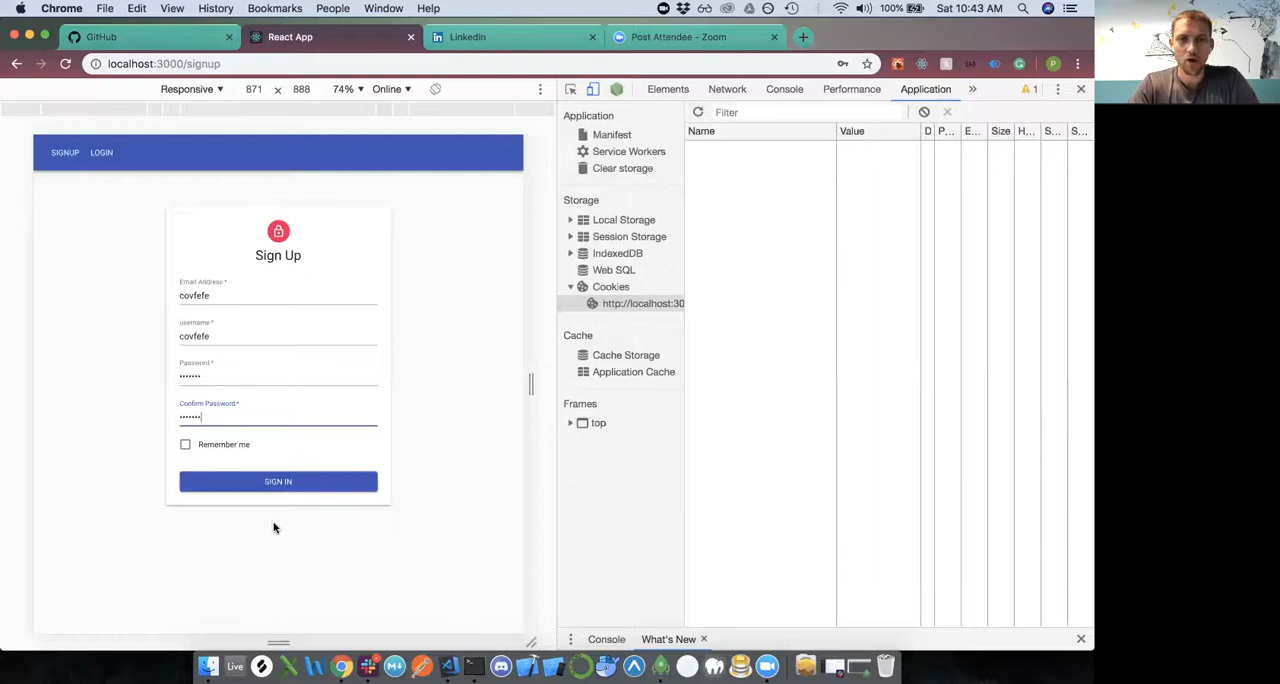 Chrome File Edit View History Bookmarks People Window Help 100% Sat 10:43 AM
GitHub React App LinkedIn Post Attendee - Zoom
localhost:3000/signup P
Responsive 871 x 888 74% Online Elements Network Console Performance Application 1
Application Filter
Name Value D P... E... Size H... S... S...
Manifest
Service Workers
Clear storage
Storage
Local Storage
Session Storage
IndexedDB
Web SQL
Cookies
http://localhost:30
Cache
Cache Storage
Application Cache
Frames
top
SIGNUP LOGIN
Sign Up
Email Address *
covfefe
username *
covfefe
Password *
•••••••
Confirm Password *
•••••••
Remember me
SIGN IN
Console What's New
Live